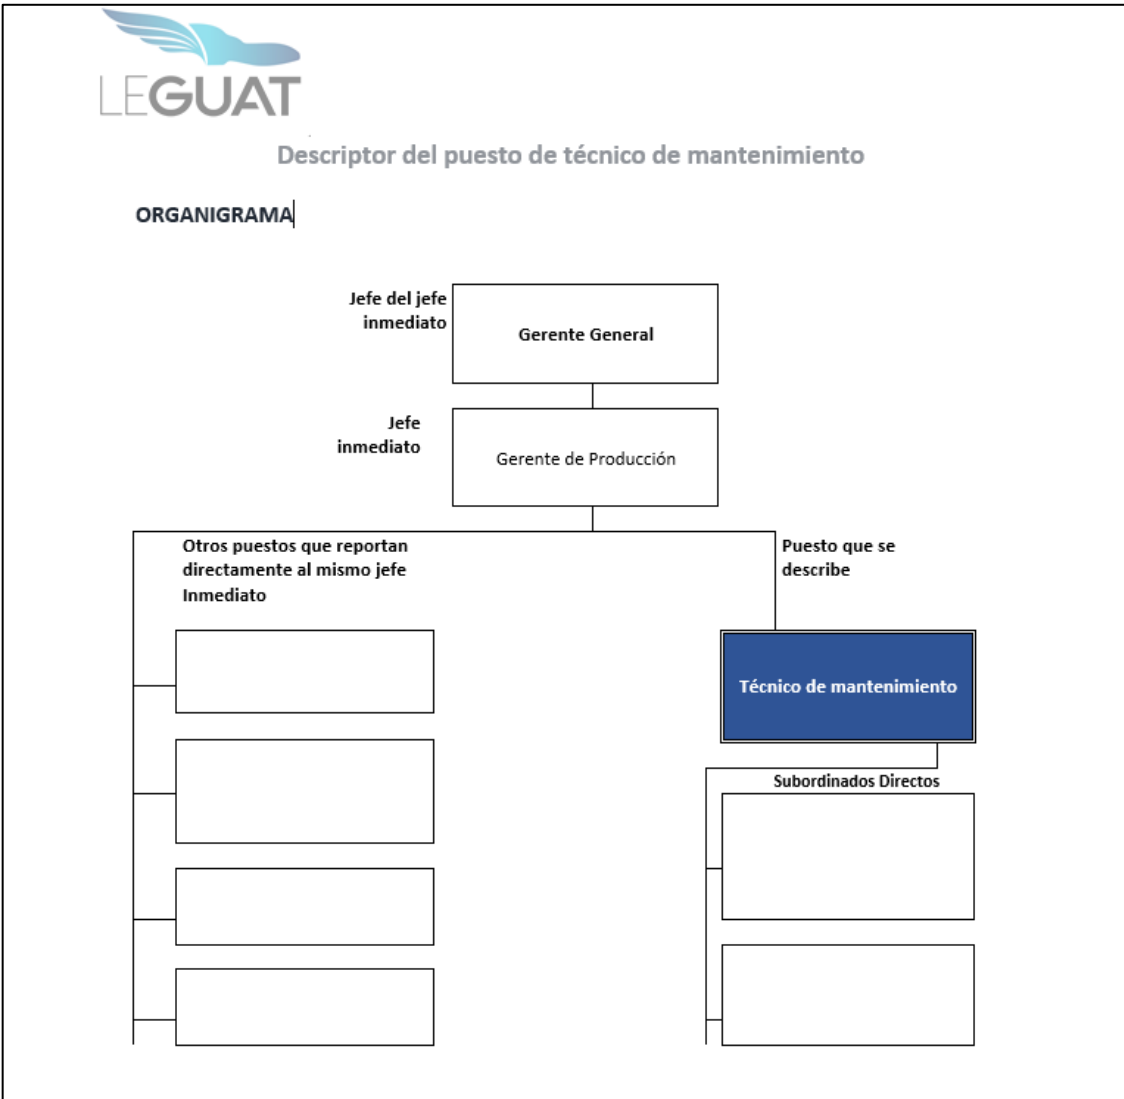 LEGUAT
Descriptor del puesto de técnico de mantenimiento
ORGANIGRAMA
Jefe del jefe
inmediato
Gerente General
Jefe
inmediato
Gerente de Producción
Otros puestos que reportan
directamente al mismo jefe
Inmediato
Puesto que se
describe
Técnico de mantenimiento
Subordinados Directos